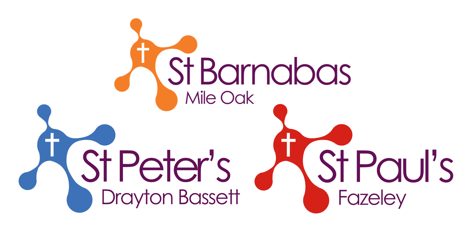 St Barnabas
Mile Oak
St Peter's
Drayton Bassett
St Paul's
Fazeley